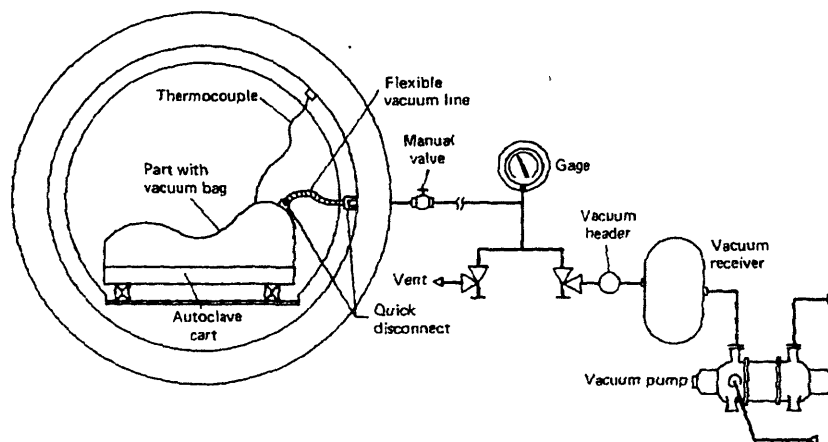 Thermocouple
Flexible
vacuum line
Manual
valve
Gage
Part with
vacuum bag
Vacuum
header
Vacuum
receiver
Vent
Autoclave
cart
Quick
disconnect
Vacuum pump